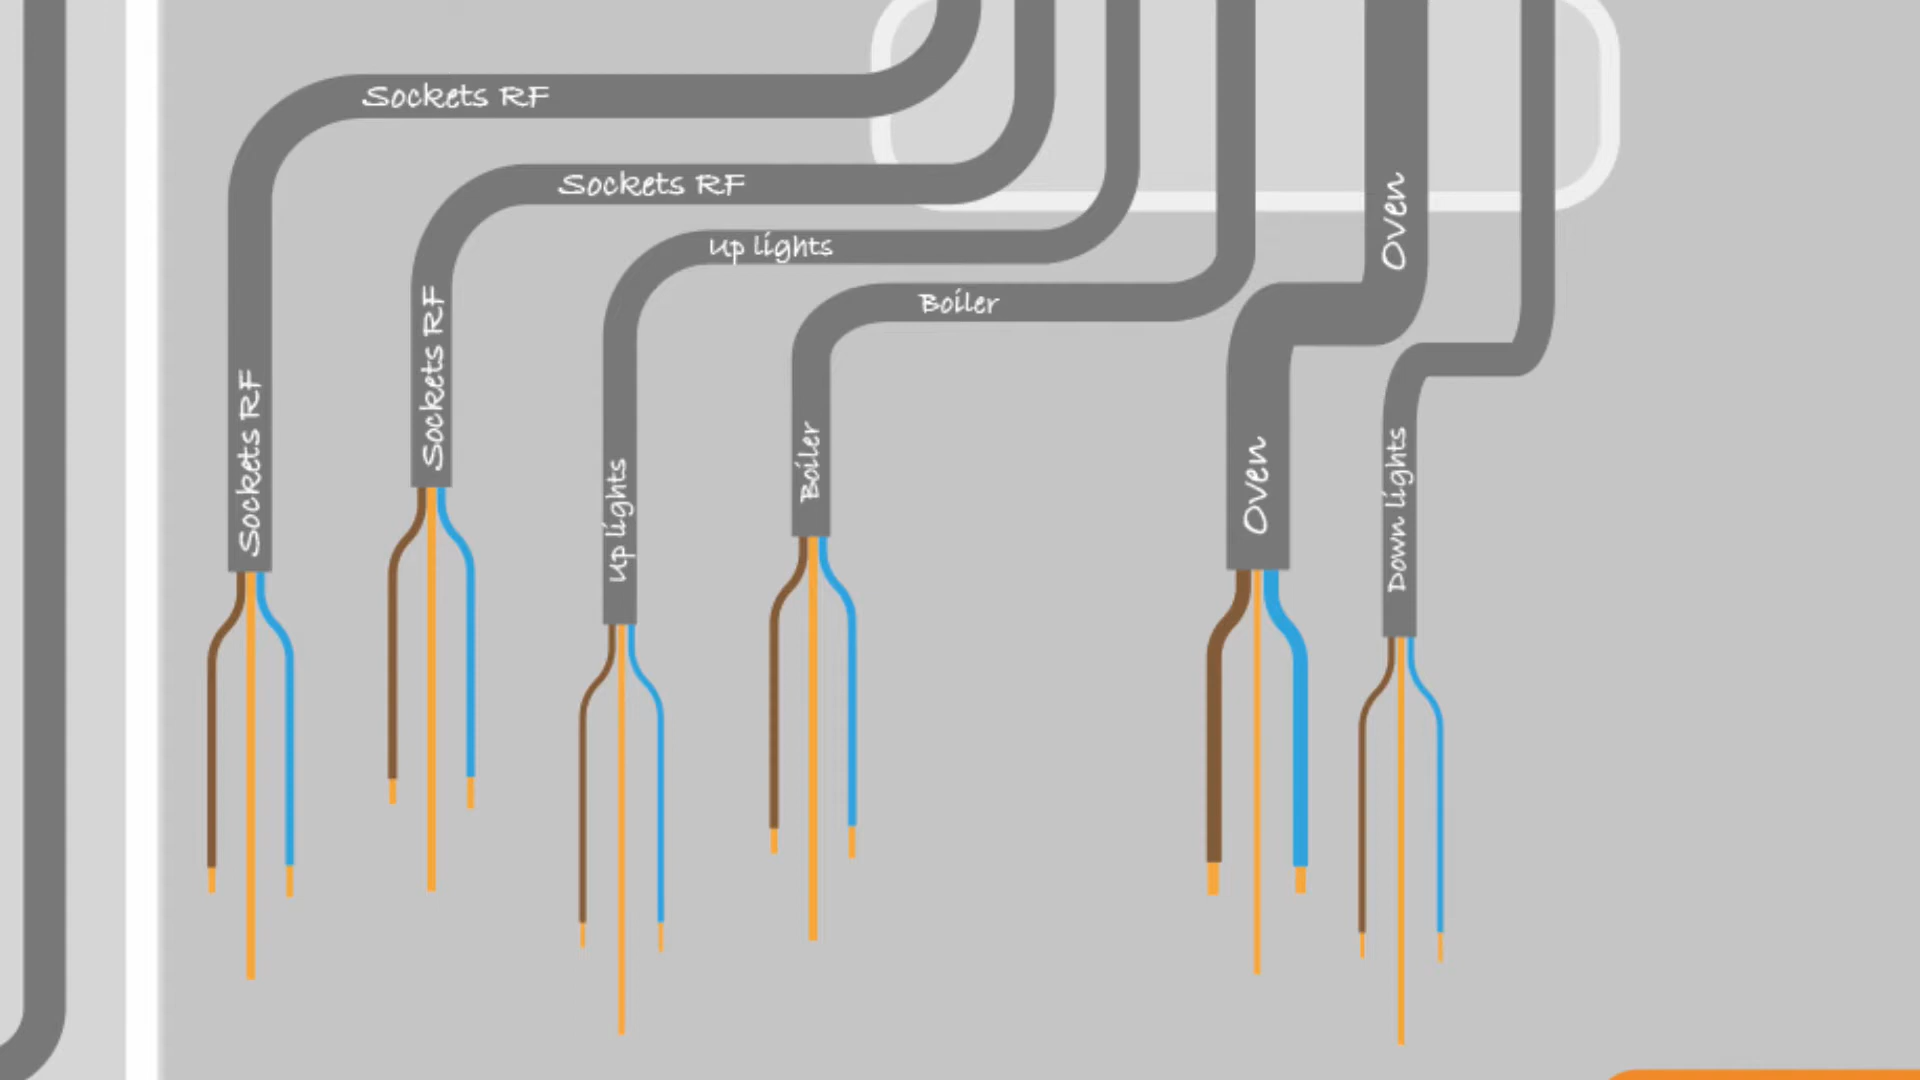 Sockets RF
Sockets RF
Up lights
Boiler
Oven
Sockets RF
Sockets RF
Up lights
Boiler
Oven
Down lights